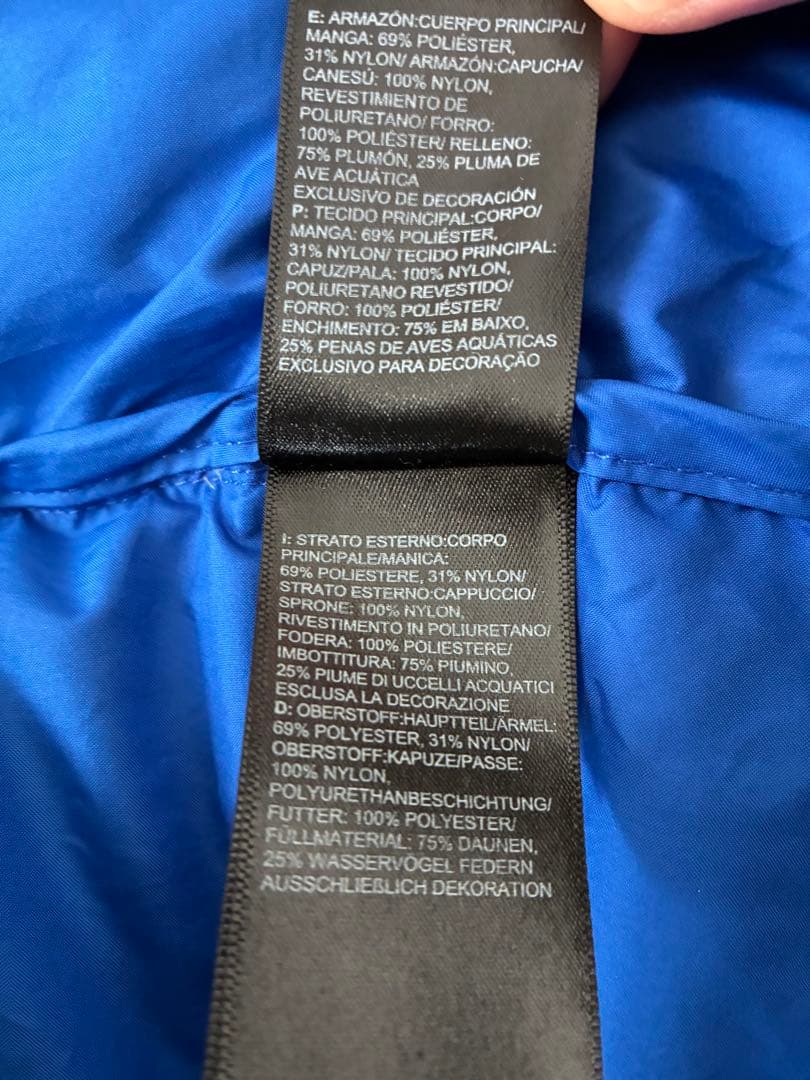 E: ARMAZÓN:CUERPO PRINCIPAL/
MANGA: 69% POLIÉSTER,
31% NYLON/ ARMAZÓN:CAPUCHA/
CANESÚ: 100% NYLON,
REVESTIMIENTO DE
POLIURETANO/ FORRO:
100% POLIÉSTER/ RELLENO:
75% PLUMÓN, 25% PLUMA DE
AVE ACUÁTICA
EXCLUSIVO DE DECORACIÓN
P: TECIDO PRINCIPAL:CORPO/
MANGA: 69% POLIÉSTER,
31% NYLON/ TECIDO PRINCIPAL:
CAPUZ/PALA: 100% NYLON,
POLIURETANO REVESTIDO/
FORRO: 100% POLIÉSTER/
ENCHIMENTO: 75% EM BAIXO,
25% PENAS DE AVES AQUÁTICAS
EXCLUSIVO PARA DECORAÇÃO
I: STRATO ESTERNO:CORPO
PRINCIPALE/MANICA:
69% POLIESTERE, 31% NYLON/
STRATO ESTERNO:CAPPUCCIO/
SPRONE: 100% NYLON,
RIVESTIMENTO IN POLIURETANO/
FODERA: 100% POLIESTERE/
IMBOTTITURA: 75% PIUMINO,
25% PIUME DI UCCELLI ACQUATICI
ESCLUSA LA DECORAZIONE
D: OBERSTOFF:HAUPTTEIL/ÄRMEL:
69% POLYESTER, 31% NYLON/
OBERSTOFF:KAPUZE/PASSE:
100% NYLON,
POLYURETHANBESCHICHTUNG/
FUTTER: 100% POLYESTER/
FÜLLMATERIAL: 75% DAUNEN,
25% WASSERVÖGEL FEDERN
AUSSCHLIEßLICH DEKORATION